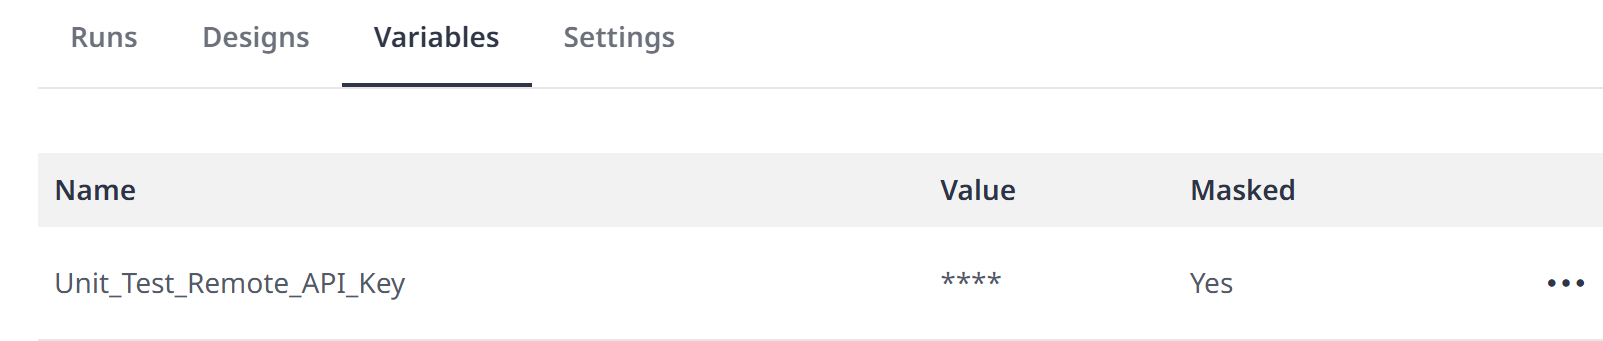 Runs Designs Variables Settings
Name Value Masked
Unit_Test_Remote_API_Key **** Yes